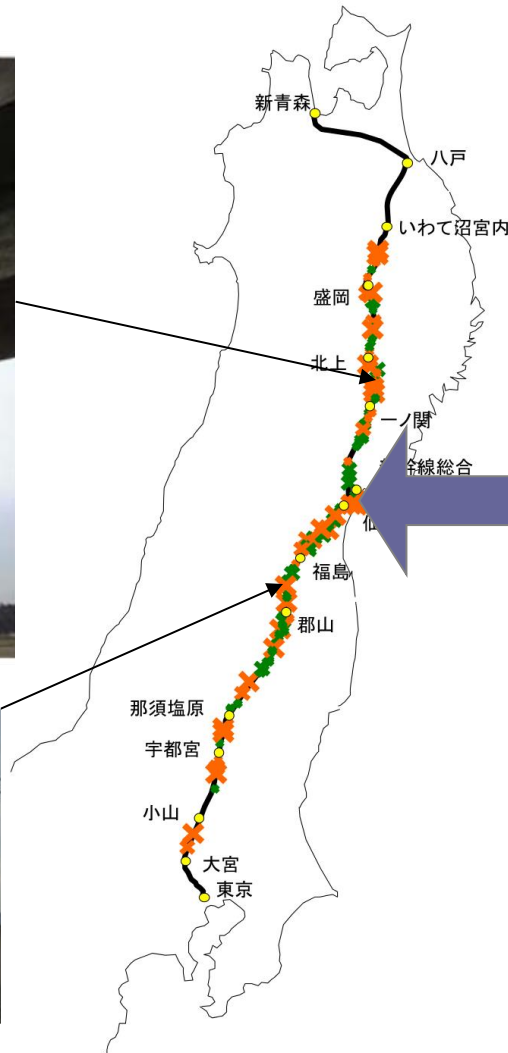 新青森
八戸
いわて沼宮内
盛岡
北上
一ノ関
幹線総合
仙
福島
郡山
那須塩原
宇都宮
小山
大宮
東京